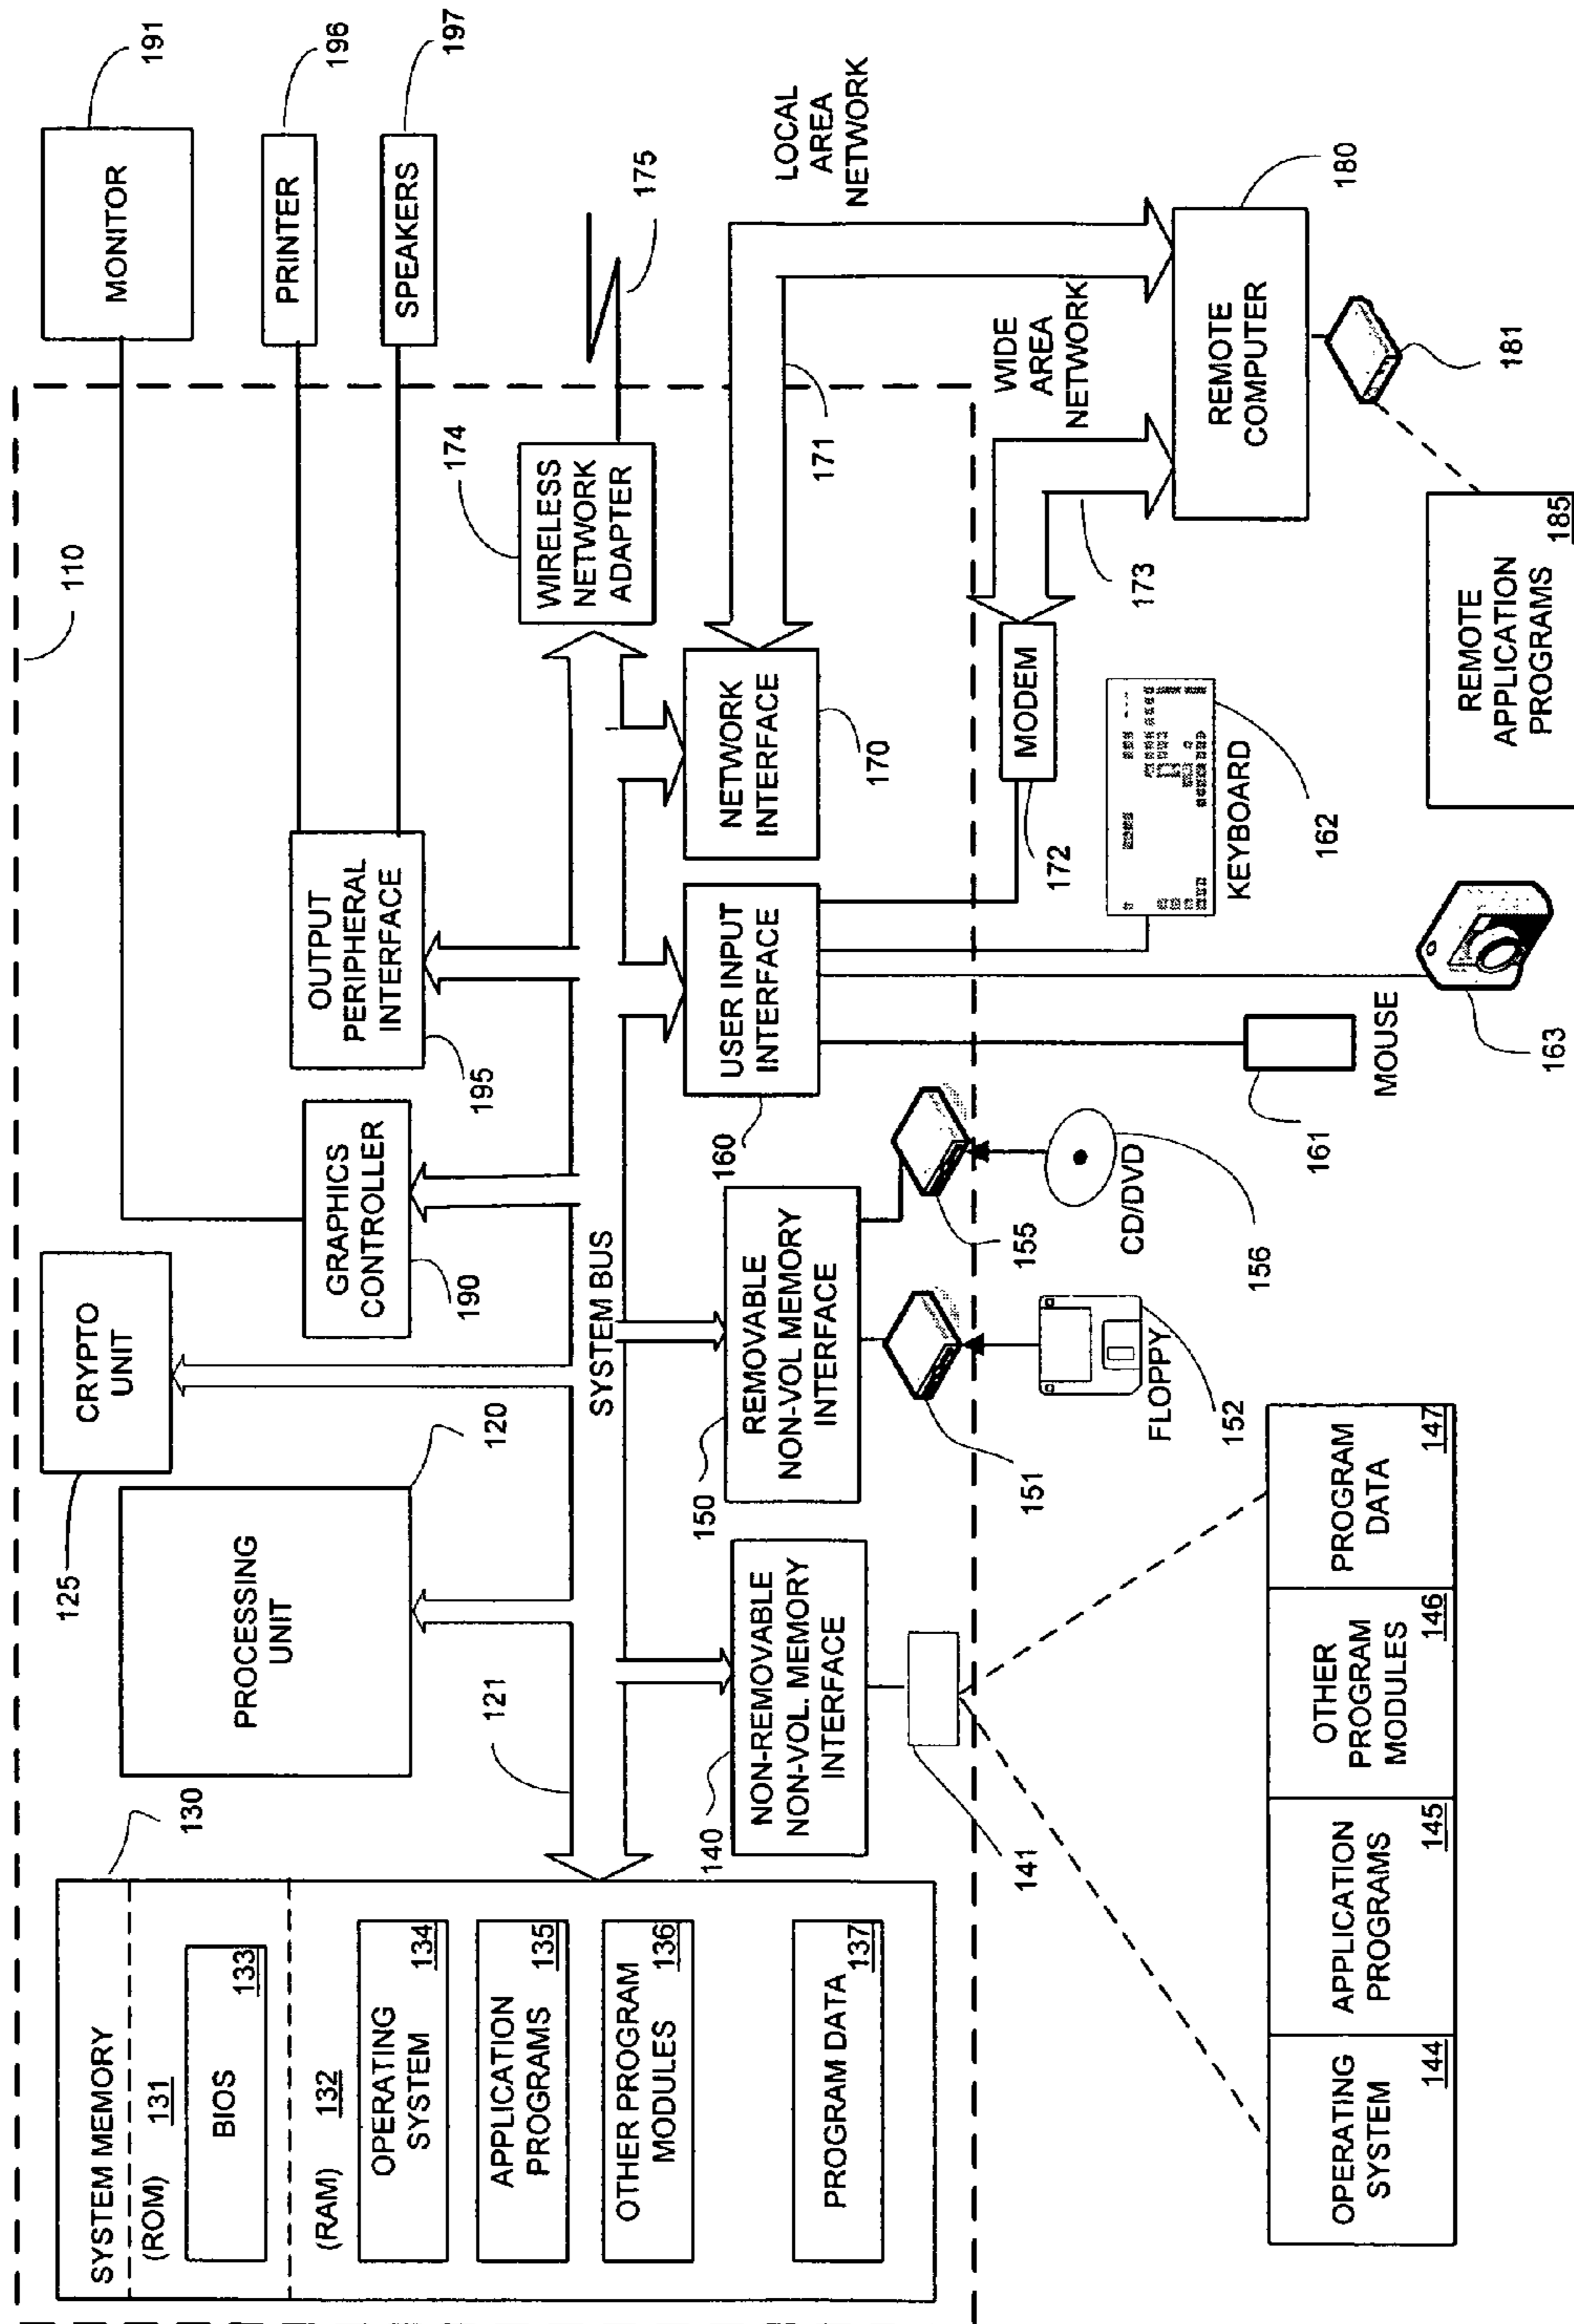 110
SYSTEM MEMORY
(ROM) 131
BIOS
133
(RAM) 132
OPERATING
SYSTEM
134
APPLICATION
PROGRAMS
135
OTHER PROGRAM
MODULES
136
PROGRAM DATA
137
130
PROCESSING
UNIT
120
125
CRYPTO
UNIT
121
SYSTEM BUS
GRAPHICS
CONTROLLER
190
OUTPUT
PERIPHERAL
INTERFACE
195
MONITOR
191
PRINTER
196
SPEAKERS
197
174
WIRELESS
NETWORK
ADAPTER
175
140
NON-REMOVABLE
NON-VOL. MEMORY
INTERFACE
141
150
REMOVABLE
NON-VOL MEMORY
INTERFACE
151
155
160
USER INPUT
INTERFACE
NETWORK
INTERFACE
170
171
LOCAL
AREA
NETWORK
WIDE
AREA
NETWORK
MODEM
172
173
FLOPPY
152
CD/DVD
156
MOUSE
161
163
KEYBOARD
162
REMOTE
COMPUTER
180
181
REMOTE
APPLICATION
PROGRAMS
185
OPERATING
SYSTEM
144
APPLICATION
PROGRAMS
145
OTHER
PROGRAM
MODULES
146
PROGRAM
DATA
147